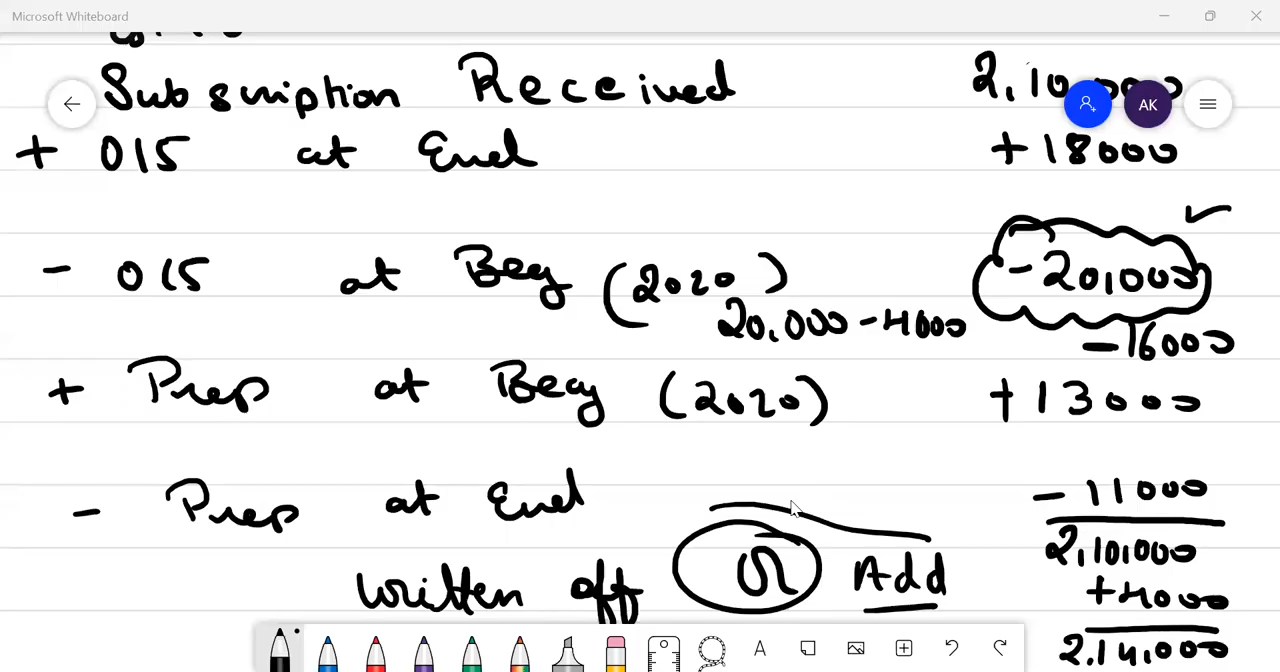 Microsoft Whiteboard
Subscription Received 2,10,000
AK
+ O/S at End +18000
- O/S at Beg (2020) -20,000
20,000-4000 -16000
+ Prep at Beg (2020) +13000
- Prep at End -11000
2,10,000
written off Or Add +4000
2,14,000
A